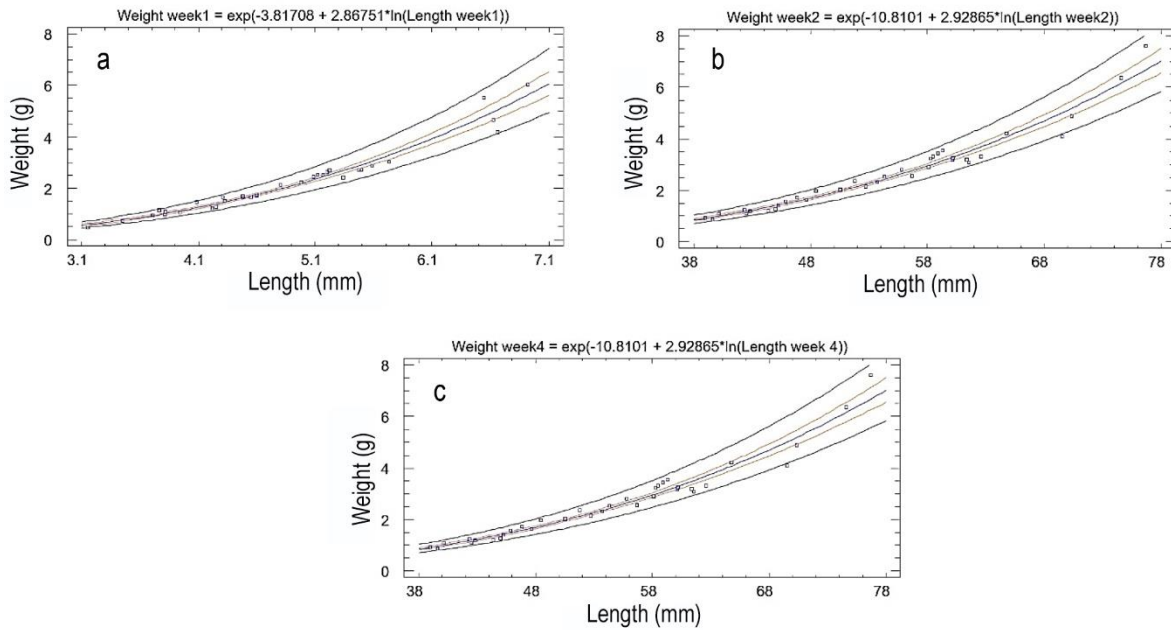 Weight week1 = exp(-3.81708 + 2.86751*ln(Length week1))
a
Weight (g)
8
6
4
2
0
3.1 4.1 5.1 6.1 7.1
Length (mm)
Weight week2 = exp(-10.8101 + 2.92865*ln(Length week2))
b
Weight (g)
8
6
4
2
0
38 48 58 68 78
Length (mm)
Weight week4 = exp(-10.8101 + 2.92865*ln(Length week 4))
c
Weight (g)
8
6
4
2
0
38 48 58 68 78
Length (mm)